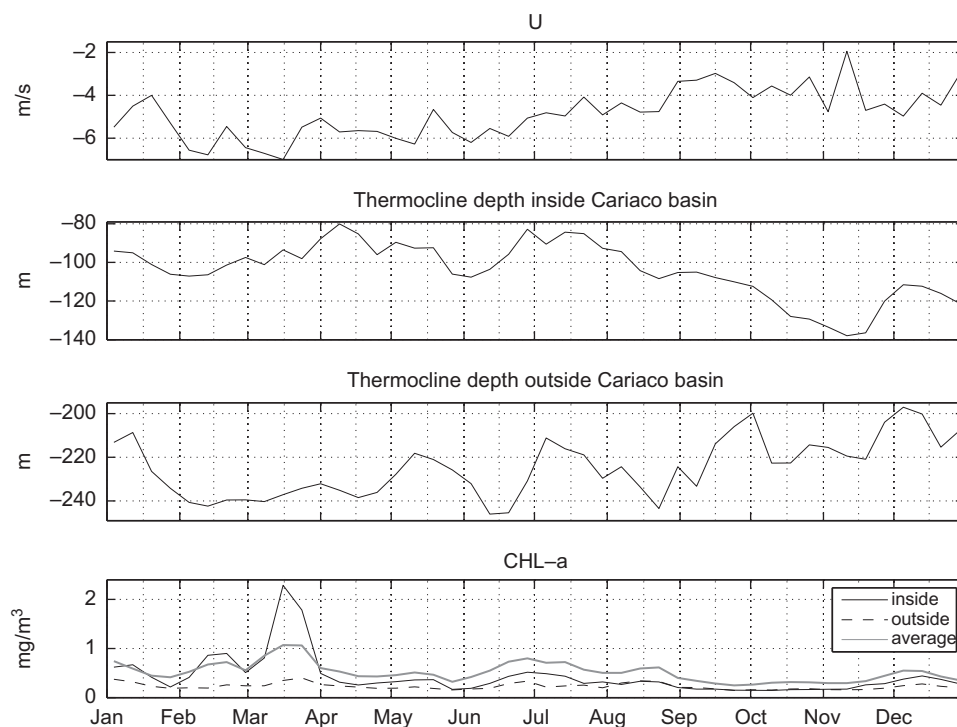 U
−2
−4
−6
m/s
Thermocline depth inside Cariaco basin
−80
−100
−120
−140
m
Thermocline depth outside Cariaco basin
−200
−220
−240
m
CHL−a
2
1
0
mg/m³
inside
outside
average
Jan Feb Mar Apr May Jun Jul Aug Sep Oct Nov Dec